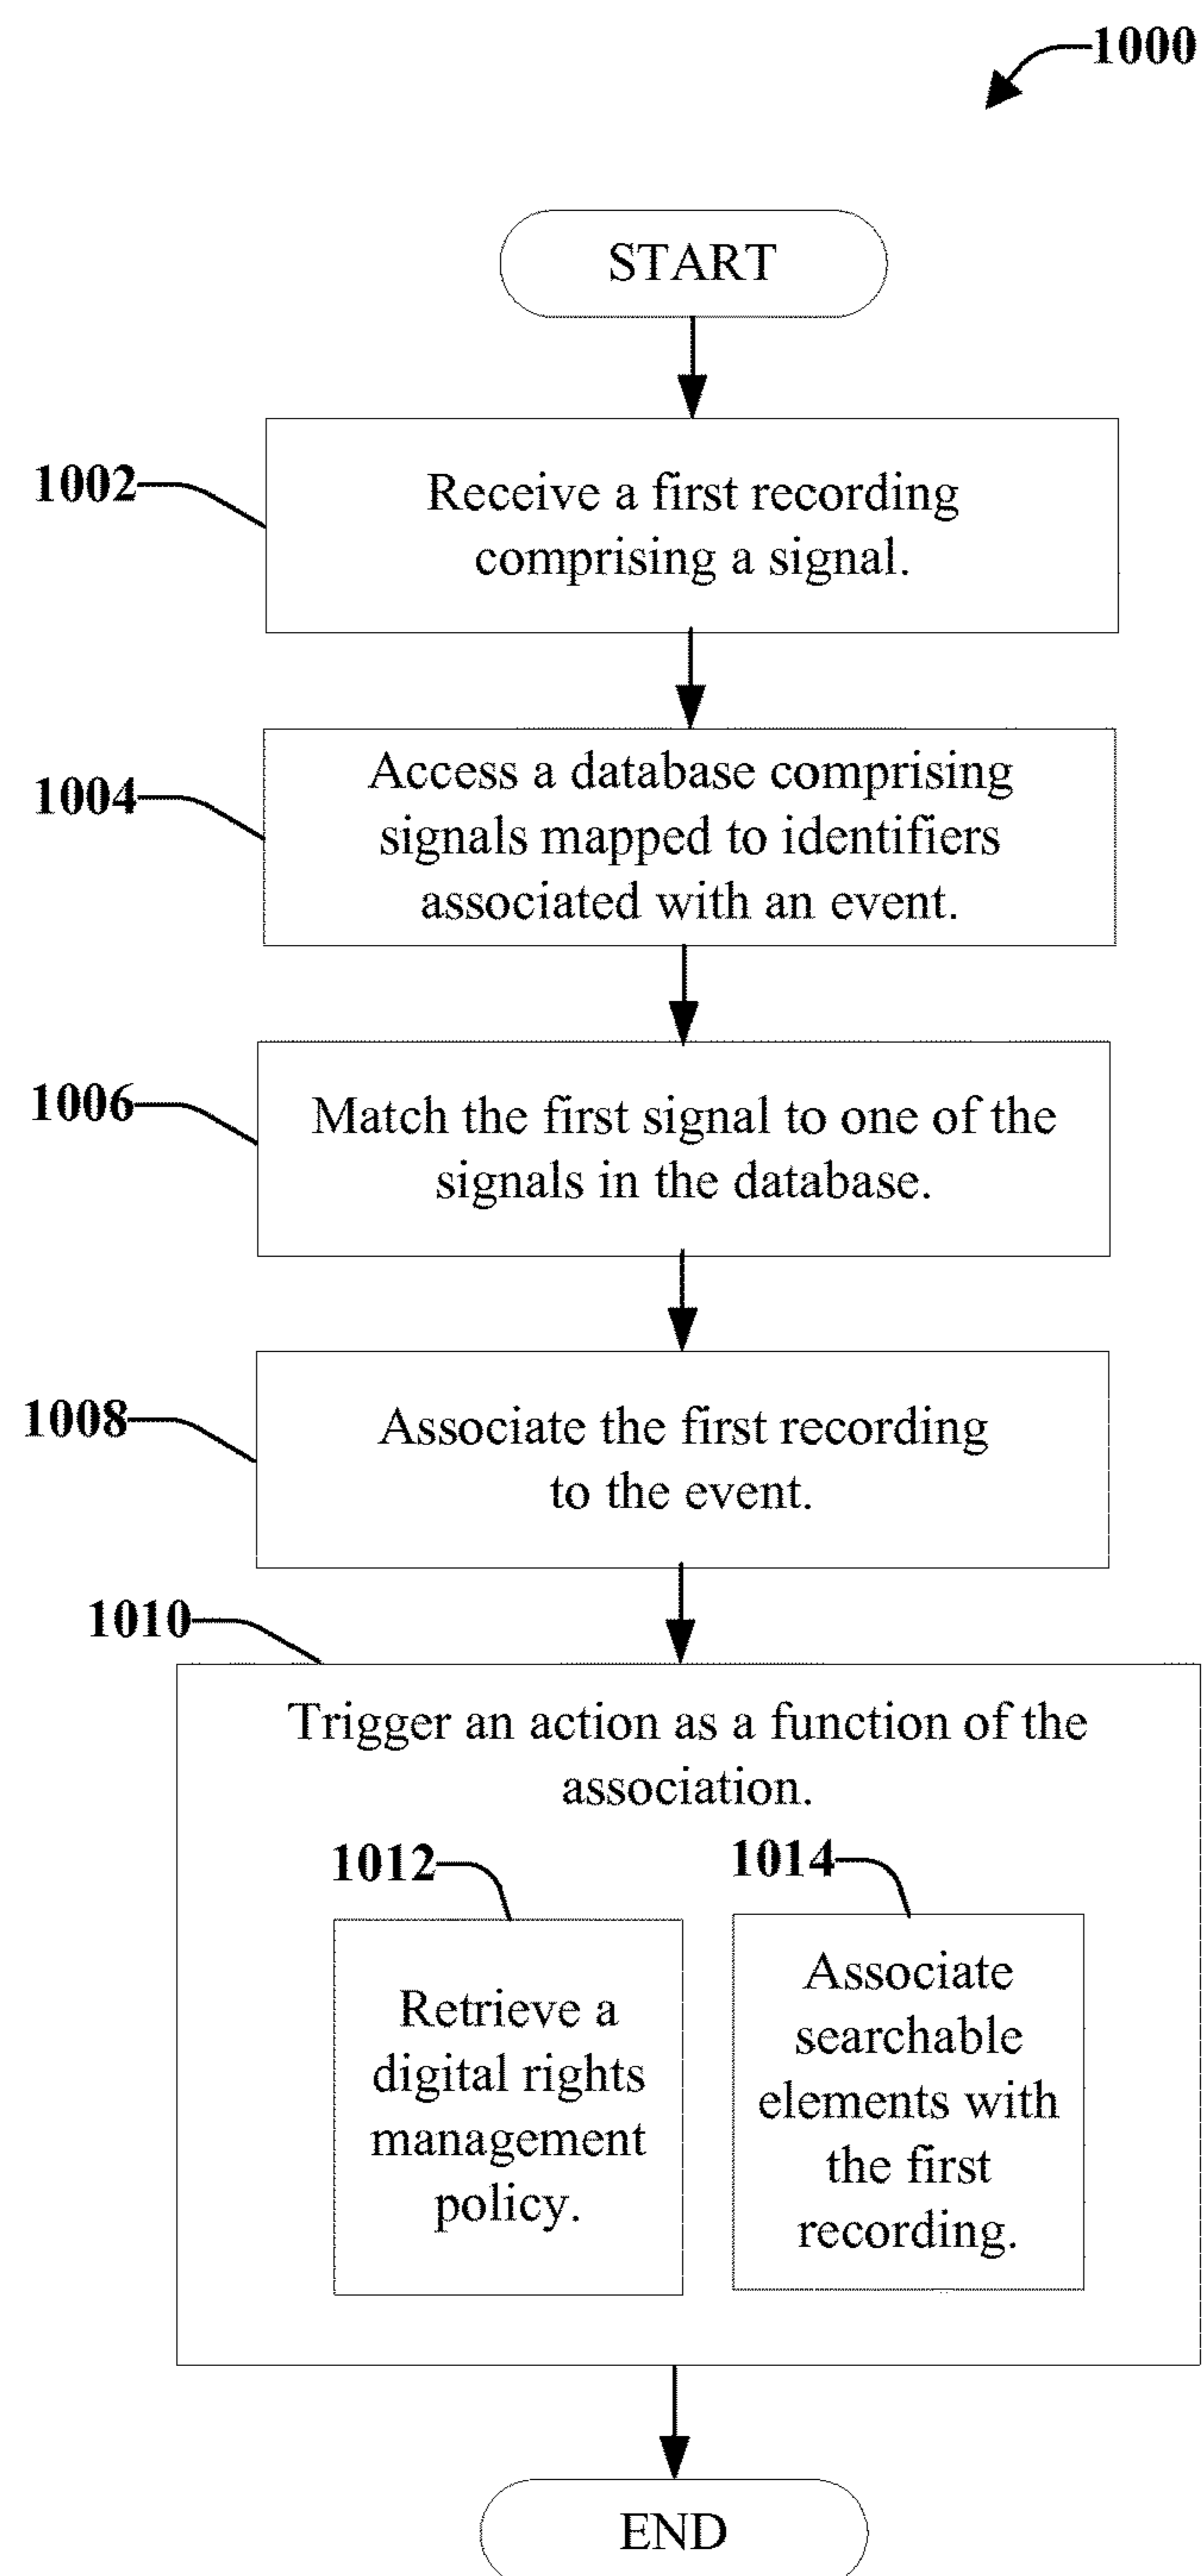 1000
START
1002
Receive a first recording
comprising a signal.
1004
Access a database comprising
signals mapped to identifiers
associated with an event.
1006
Match the first signal to one of the
signals in the database.
1008
Associate the first recording
to the event.
1010
Trigger an action as a function of the
association.
1012
Retrieve a
digital rights
management
policy.
1014
Associate
searchable
elements with
the first
recording.
END